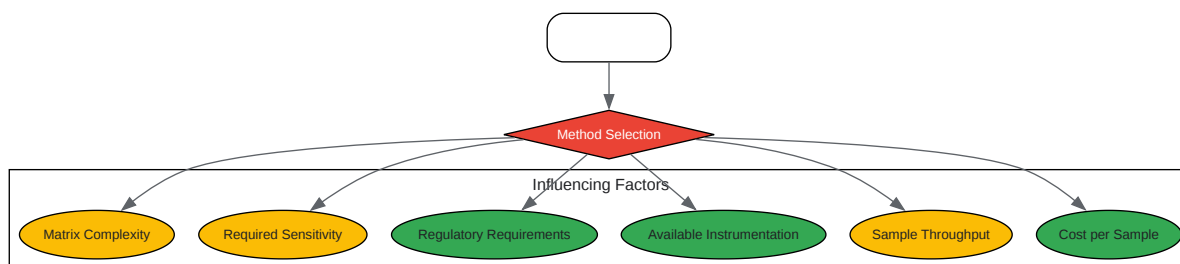 Method Selection
Influencing Factors
Matrix Complexity
Required Sensitivity
Regulatory Requirements
Available Instrumentation
Sample Throughput
Cost per Sample